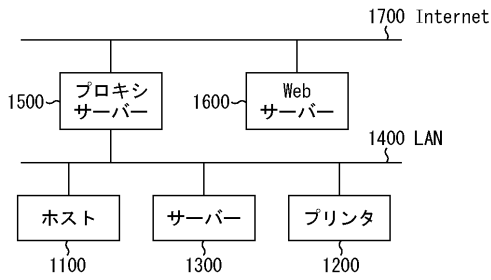 1700 Internet
プロキシ
サーバー
1500
Web
サーバー
1600
1400 LAN
ホスト
サーバー
プリンタ
1100
1300
1200